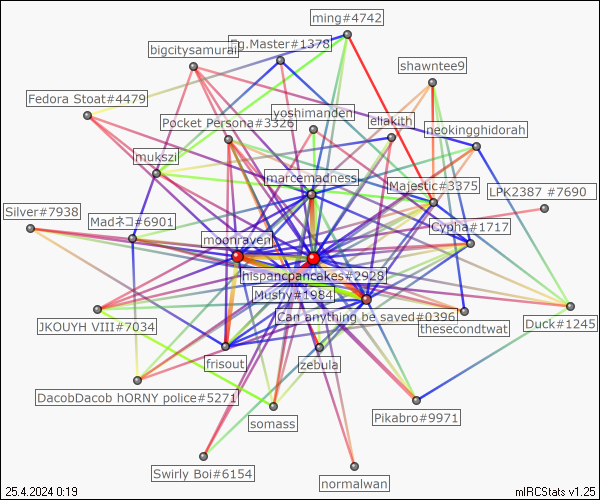 ming#4742
bigcitysamurai
Fg.Master#1378
shawntee9
Fedora Stoat#4479
Pocket Persona#3326
yoshimanden
eliakith
neokingghidorah
mukszi
marcemadness
Majestic#3375
LPK2387 #7690
Silver#7938
Madネコ#6901
Cypha#1717
moonraven
hispancpancakes#2928
Mushy#1984
Can anything be saved#0396
JKOUYH VIII#7034
thesecondtwat
Duck#1245
frisout
zebula
DacobDacob hORNY police#5271
somass
Pikabro#9971
Swirly Boi#6154
normalwan
25.4.2024 0:19
mIRCStats v1.25